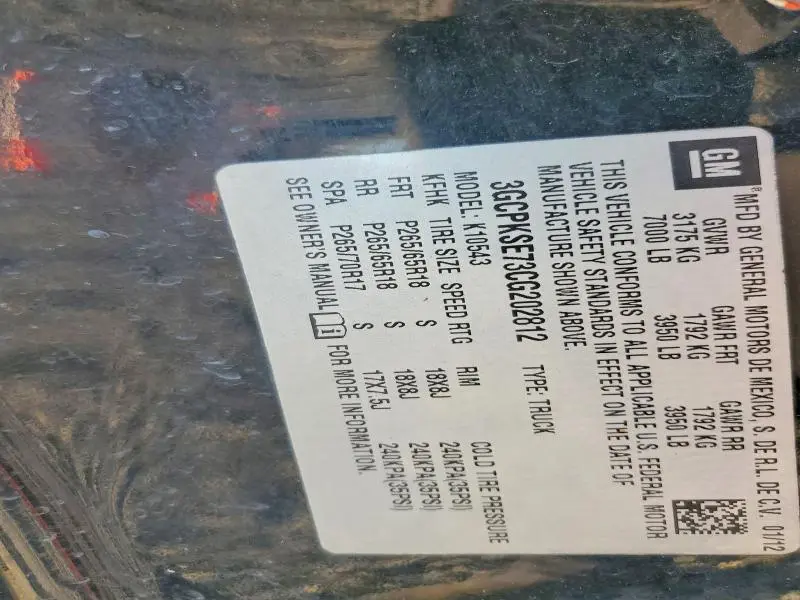 GM
MFD BY GENERAL MOTORS DE MEXICO, S. DE R.L. DE C.V. 01/12
GVWR GAWR FRT GAWR RR
3175 KG 1792 KG 1792 KG
7000 LB 3950 LB 3950 LB
THIS VEHICLE CONFORMS TO ALL APPLICABLE U.S. FEDERAL MOTOR
VEHICLE SAFETY STANDARDS IN EFFECT ON THE DATE OF
MANUFACTURE SHOWN ABOVE.
3GCPKSE73CG202812 TYPE: TRUCK
MODEL: K10543
KFHK TIRE SIZE SPEED RTG RIM COLD TIRE PRESSURE
FRT P265/65R18 S 18X8J 240KPA(35PSI)
RR P265/65R18 S 18X8J 240KPA(35PSI)
SPA P265/70R17 S 17X7.5J 240KPA(35PSI)
SEE OWNER'S MANUAL FOR MORE INFORMATION.